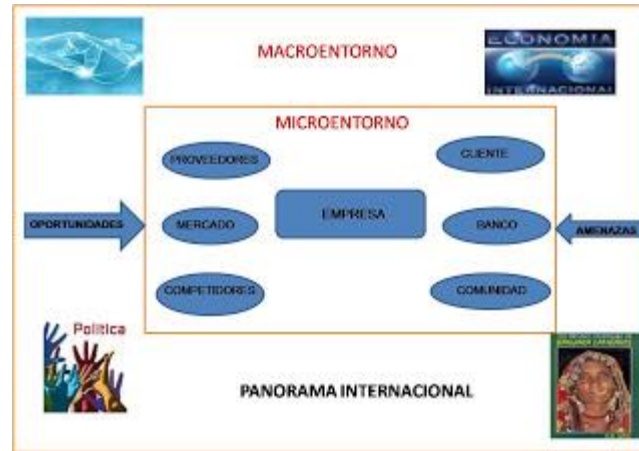 MACROENTORNO
ECONOMIA
INTERNACIONAL
MICROENTORNO
PROVEEDORES
CLIENTE
EMPRESA
OPORTUNIDADES
MERCADO
BANCO
AMENAZAS
COMPETIDORES
COMUNIDAD
Política
PANORAMA INTERNACIONAL